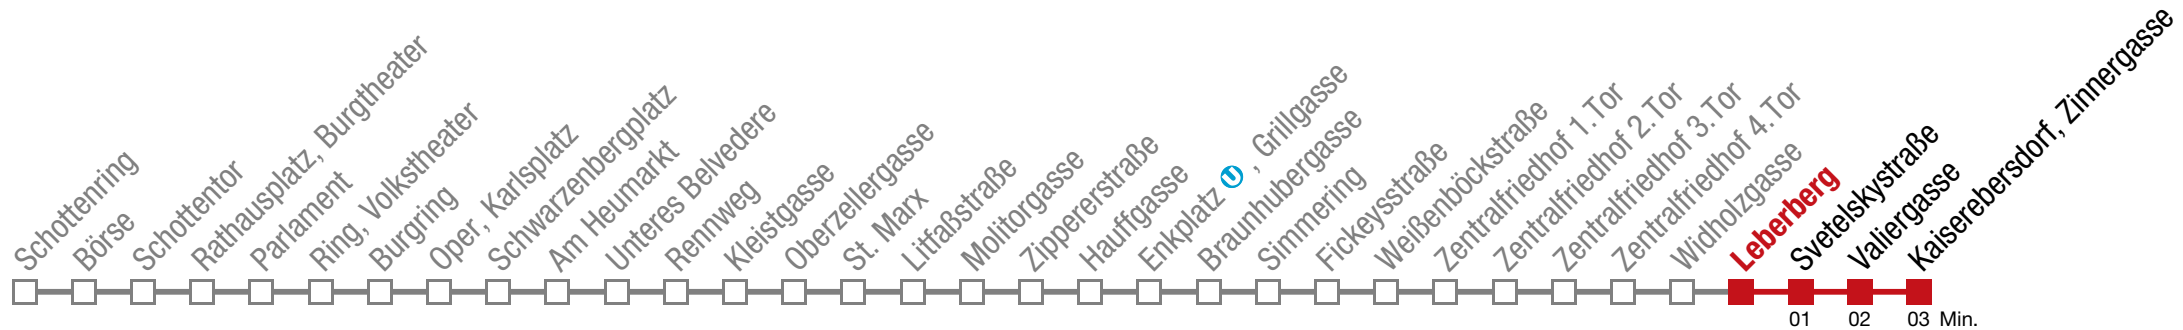 Schottenring
Börse
Schottentor
Rathausplatz, Burgtheater
Parlament
Ring, Volkstheater
Burgring
Oper, Karlsplatz
Schwarzenbergplatz
Am Heumarkt
Unteres Belvedere
Rennweg
Kleistgasse
Oberzellergasse
St. Marx
Litfaßstraße
Molitorgasse
Zippererstraße
Hauffgasse
Enkplatz U, Grillgasse
Braunhubergasse
Simmering
Fickeysstraße
Weißenböckstraße
Zentralfriedhof 1.Tor
Zentralfriedhof 2.Tor
Zentralfriedhof 3.Tor
Zentralfriedhof 4.Tor
Widholzgasse
Leberberg
Svetelskystraße
Valiergasse
Kaiserebersdorf, Zinnergasse
01 02 03 Min.